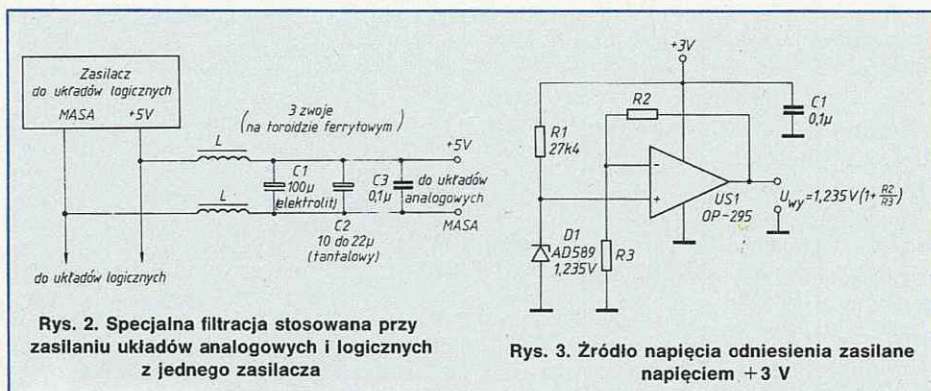 Zasilacz
do układów logicznych
MASA +5V
L
3 zwoje
(na toroidzie ferrytowym)
C1
100µ
(elektrolit)
C3
0,1µ
+5V
do układów
analogowych
L
C2
10 do 22µ
(tantalowy)
MASA
do układów logicznych
Rys. 2. Specjalna filtracja stosowana przy
zasilaniu układów analogowych i logicznych
z jednego zasilacza
+3V
R2
C1
0,1µ
R1
27k4
-
+
US1
OP-295
Uwy=1,235V(1+R2/R3)
D1
AD589
1,235V
R3
Rys. 3. Źródło napięcia odniesienia zasilane
napięciem +3 V